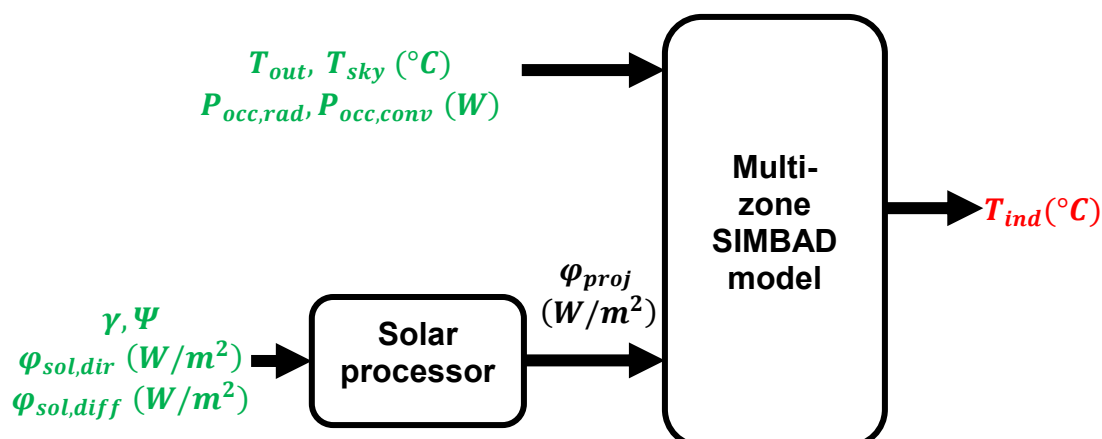 T_out, T_sky (°C)
P_occ,rad, P_occ,conv (W)
Multi-
zone
SIMBAD
model
T_ind(°C)
φ_proj
(W/m²)
γ, Ψ
φ_sol,dir (W/m²)
φ_sol,diff (W/m²)
Solar
processor